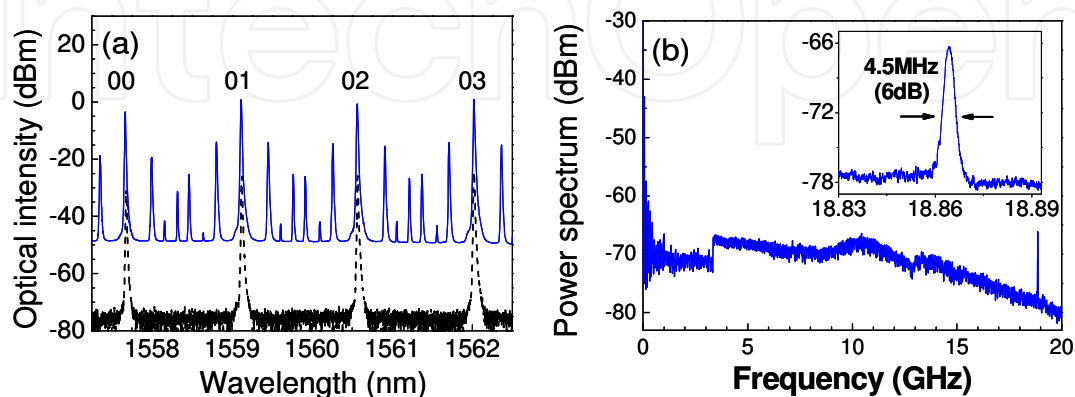 IntechOpen
(a)
00 01 02 03
20
0
-20
-40
-60
-80
Optical intensity (dBm)
1558 1559 1560 1561 1562
Wavelength (nm)
(b)
-30
-40
-50
-60
-70
-80
Power spectrum (dBm)
0 5 10 15 20
Frequency (GHz)
-66
-72
-78
4.5MHz
(6dB)
18.83 18.86 18.89